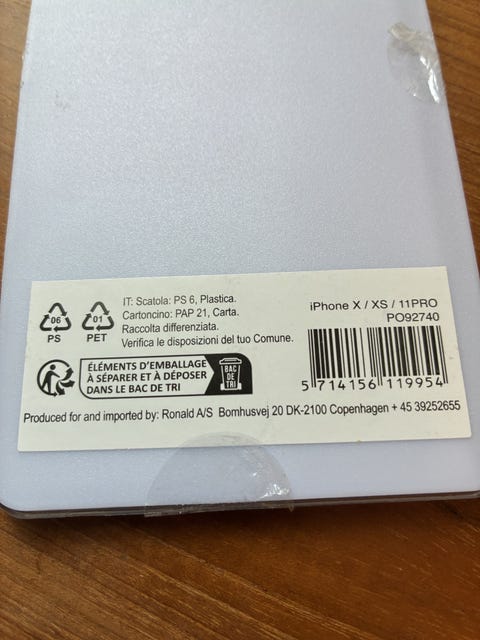 06
PS
01
PET
IT: Scatola: PS 6, Plastica.
Cartoncino: PAP 21, Carta.
Raccolta differenziata.
Verifica le disposizioni del tuo Comune.
ÉLÉMENTS D'EMBALLAGE
À SÉPARER ET À DÉPOSER
DANS LE BAC DE TRI
BAC
DE
TRI
iPhone X / XS / 11PRO
PO92740
5 714156 119954
Produced for and imported by: Ronald A/S Bomhusvej 20 DK-2100 Copenhagen + 45 39252655